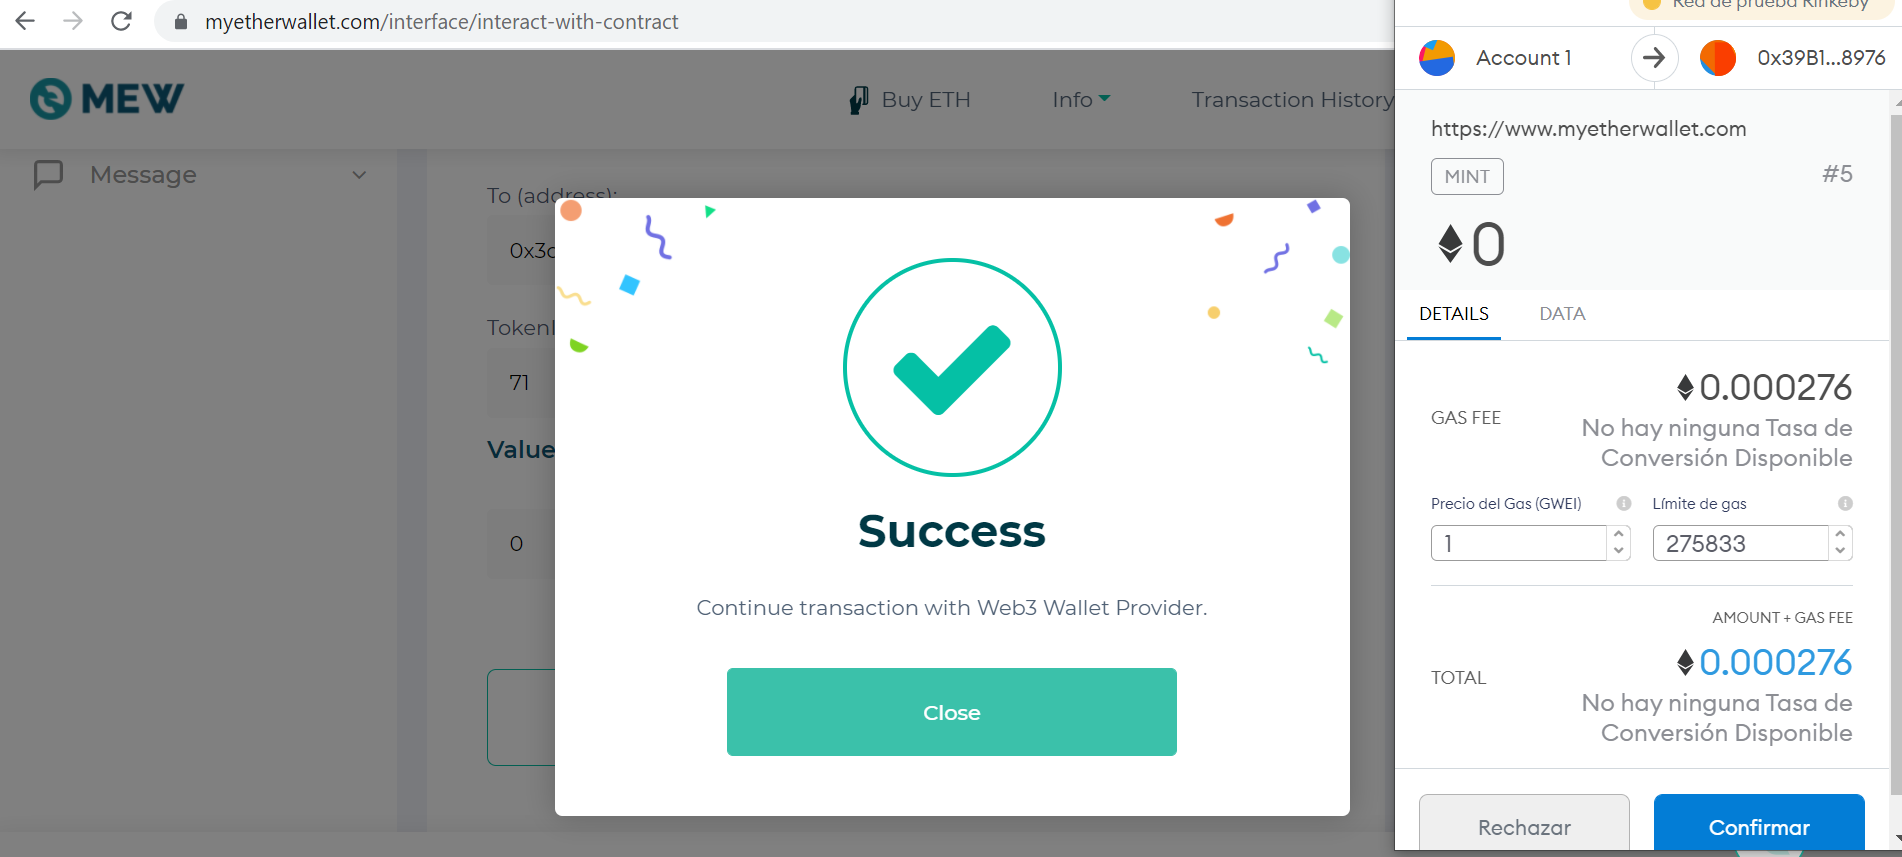 myetherwallet.com/interface/interact-with-contract
MEW
Buy ETH
Info
Transaction History
Message
To (address):
0x3
TokenI
71
Value
0
Success
Continue transaction with Web3 Wallet Provider.
Close
Red de prueba Rinkeby
Account 1
0x39B1...8976
https://www.myetherwallet.com
MINT
#5
0
DETAILS
DATA
GAS FEE
0.000276
No hay ninguna Tasa de
Conversión Disponible
Precio del Gas (GWEI)
Límite de gas
1
275833
AMOUNT + GAS FEE
TOTAL
0.000276
No hay ninguna Tasa de
Conversión Disponible
Rechazar
Confirmar